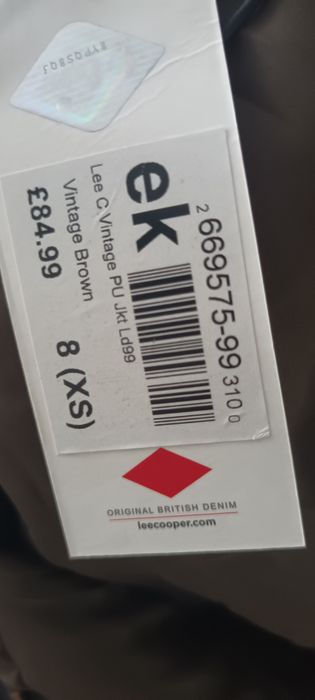 EYPQS8QJ
ek
2 669575-99 310 0
Lee C Vintage PU Jkt Ld99
Vintage Brown
£84.99 8 (XS)
ORIGINAL BRITISH DENIM
leecooper.com